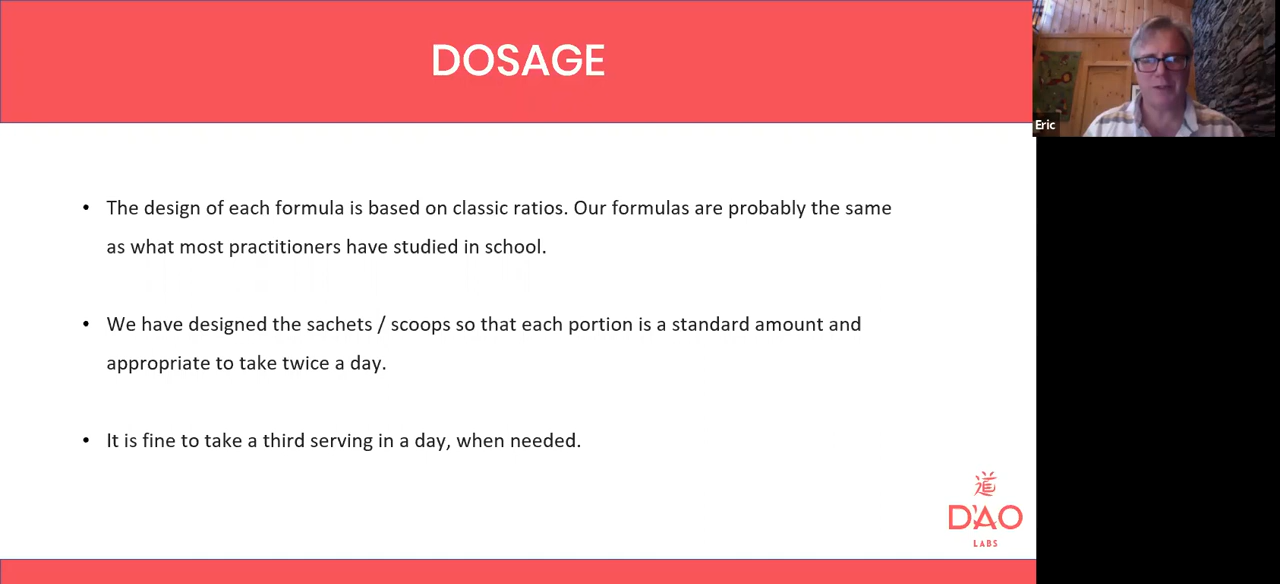 DOSAGE
Eric
• The design of each formula is based on classic ratios. Our formulas are probably the same
as what most practitioners have studied in school.
• We have designed the sachets / scoops so that each portion is a standard amount and
appropriate to take twice a day.
• It is fine to take a third serving in a day, when needed.
道
DAO
LABS